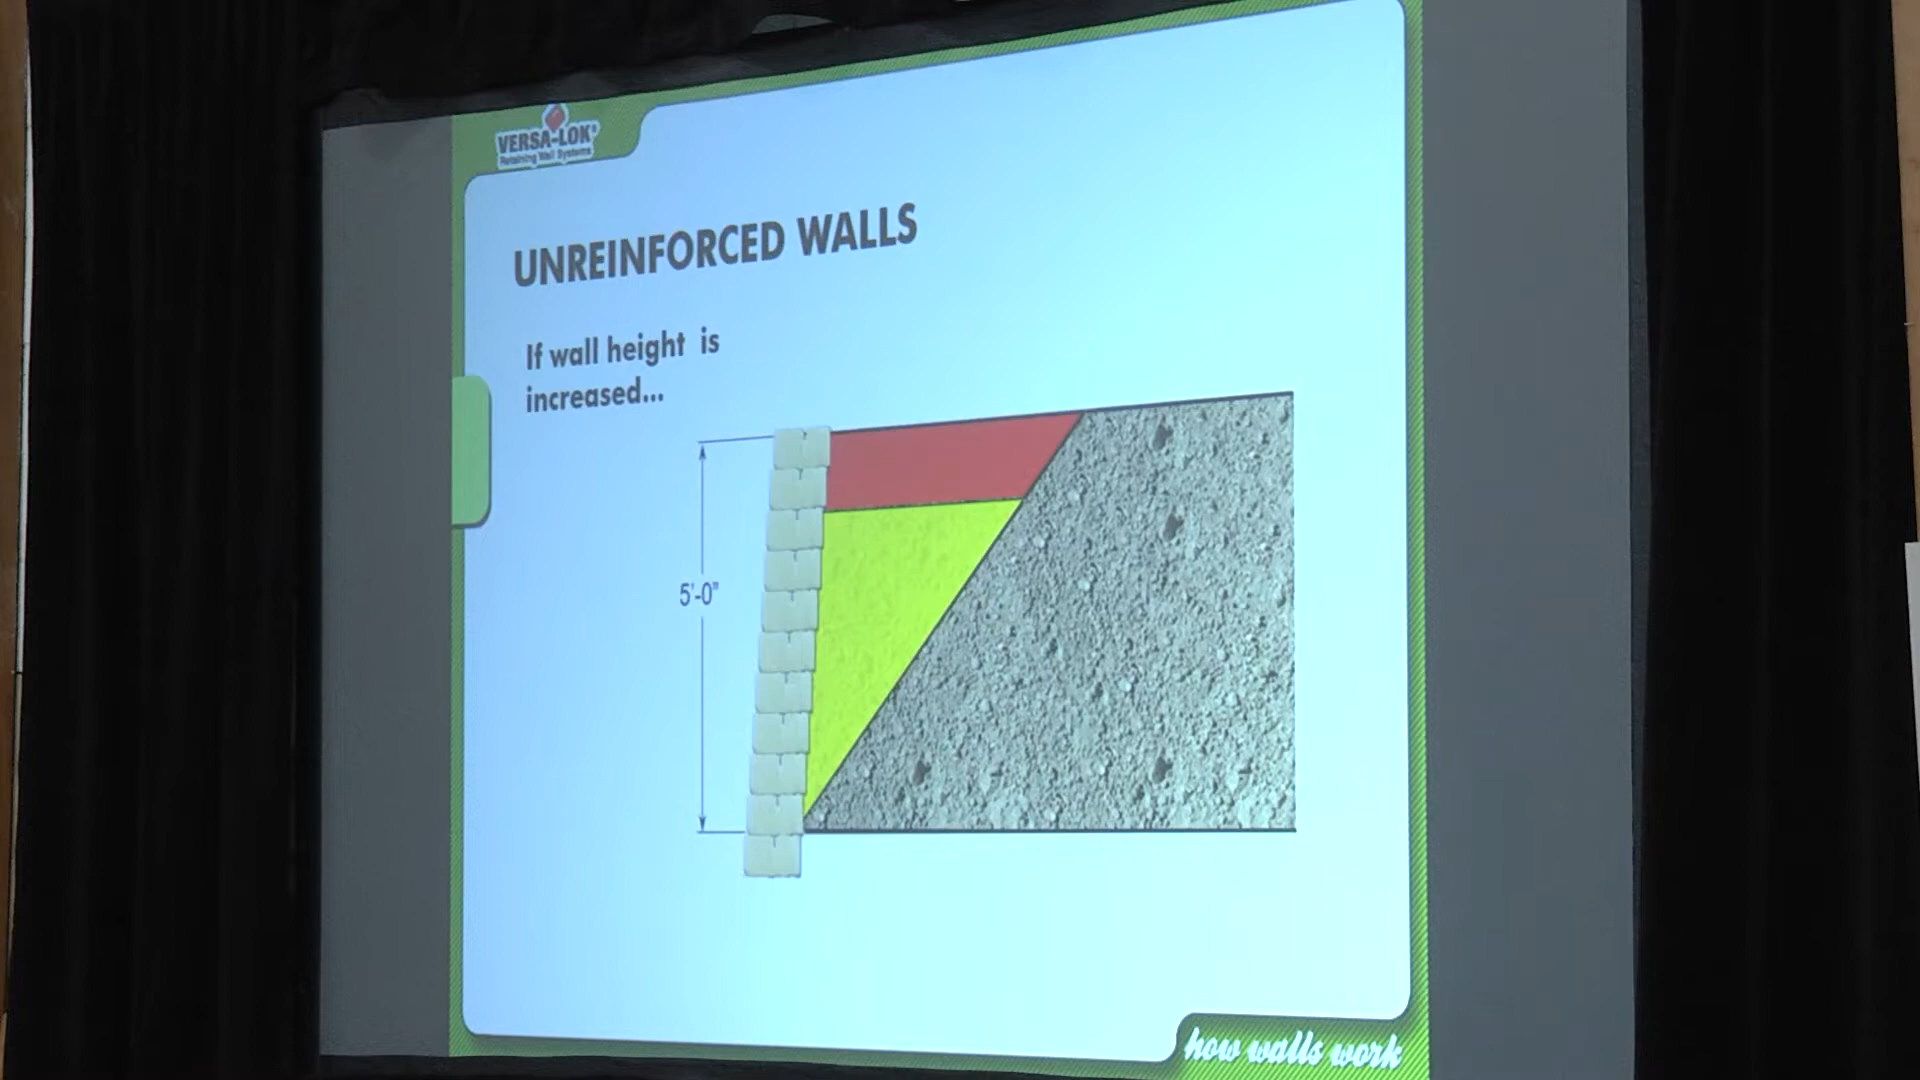 VERSA-LOK®
Retaining Wall Systems
UNREINFORCED WALLS
If wall height is
increased...
5'-0"
how walls work